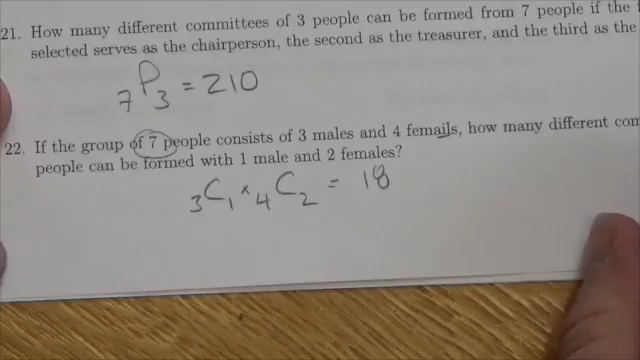 21. How many different committees of 3 people can be formed from 7 people if the
selected serves as the chairperson, the second as the treasurer, and the third as the
₇P₃ = 210
22. If the group of 7 people consists of 3 males and 4 femails, how many different com
people can be formed with 1 male and 2 females?
₃C₁ × ₄C₂ = 18